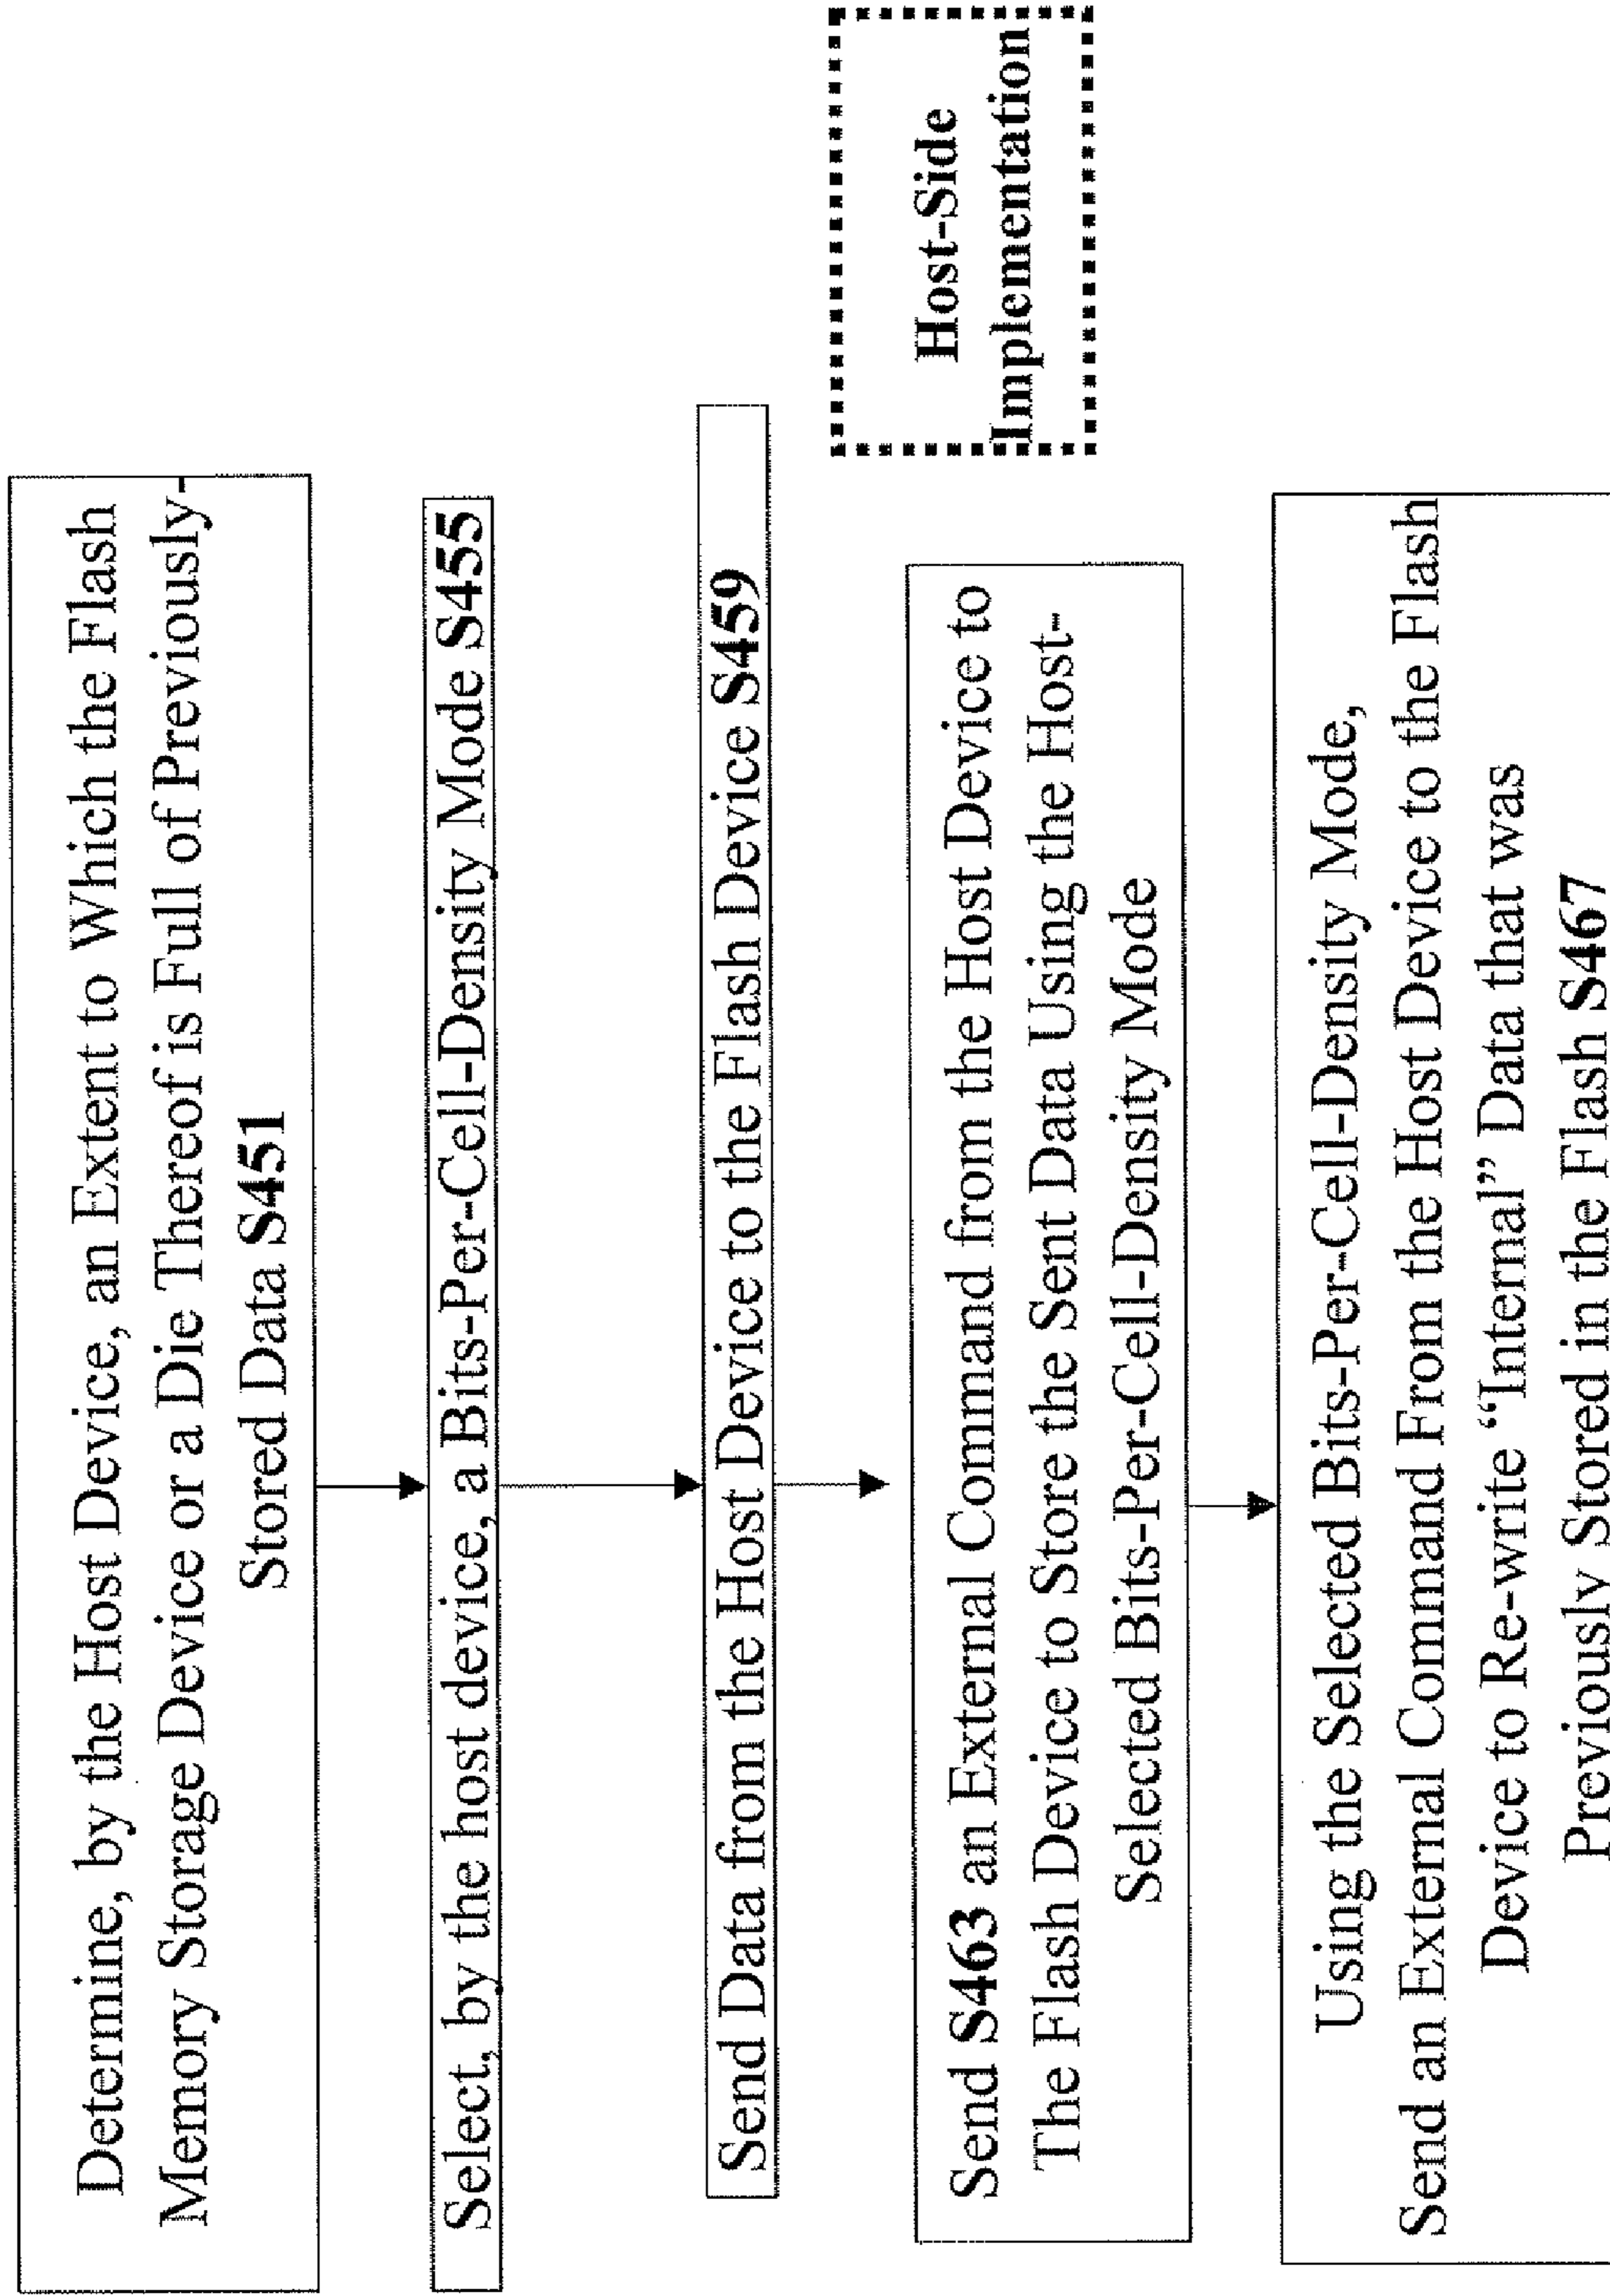 Determine, by the Host Device, an Extent to Which the Flash
Memory Storage Device or a Die Thereof is Full of Previously-
Stored Data S451
Select, by the host device, a Bits-Per-Cell-Density Mode S455
Send Data from the Host Device to the Flash Device S459
Host-Side
Implementation
Send S463 an External Command from the Host Device to
The Flash Device to Store the Sent Data Using the Host-
Selected Bits-Per-Cell-Density Mode
Using the Selected Bits-Per-Cell-Density Mode,
Send an External Command From the Host Device to the Flash
Device to Re-write “Internal” Data that was
Previously Stored in the Flash S467